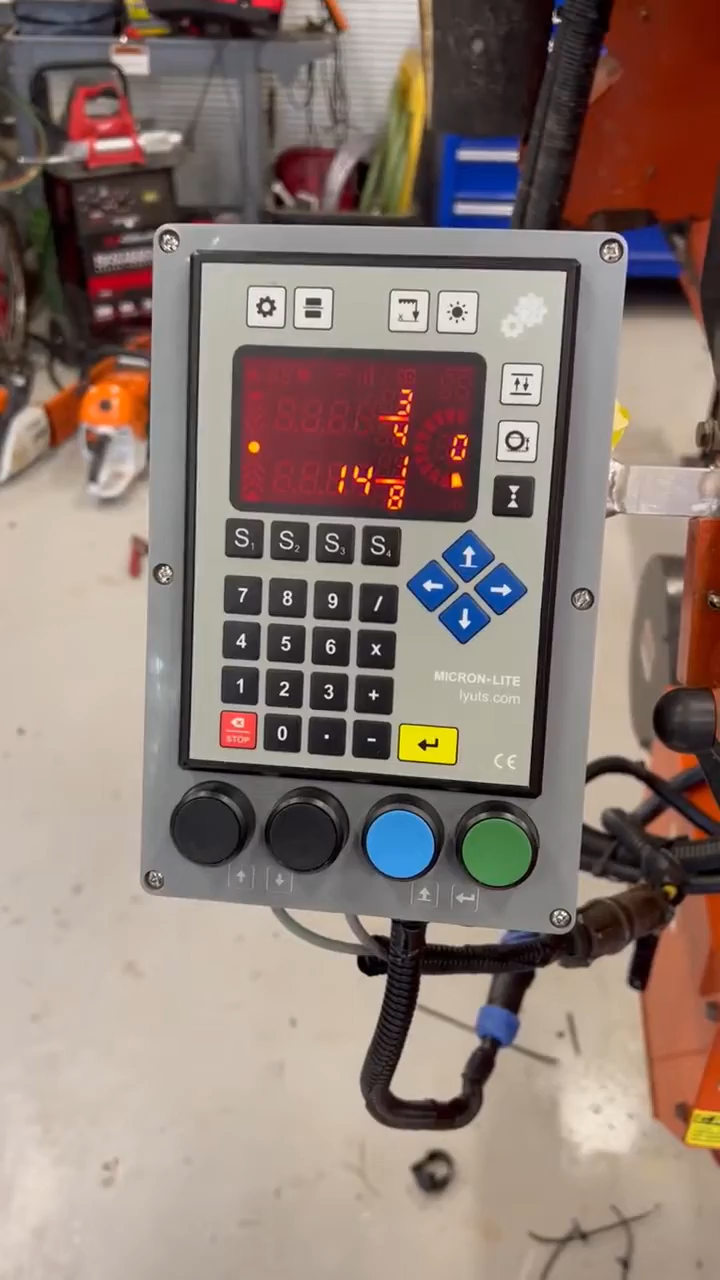 3/4
0
14 1/8
S1 S2 S3 S4
7 8 9 /
4 5 6 x
1 2 3 +
STOP 0 . -
MICRON-LITE
lyuts.com
CE